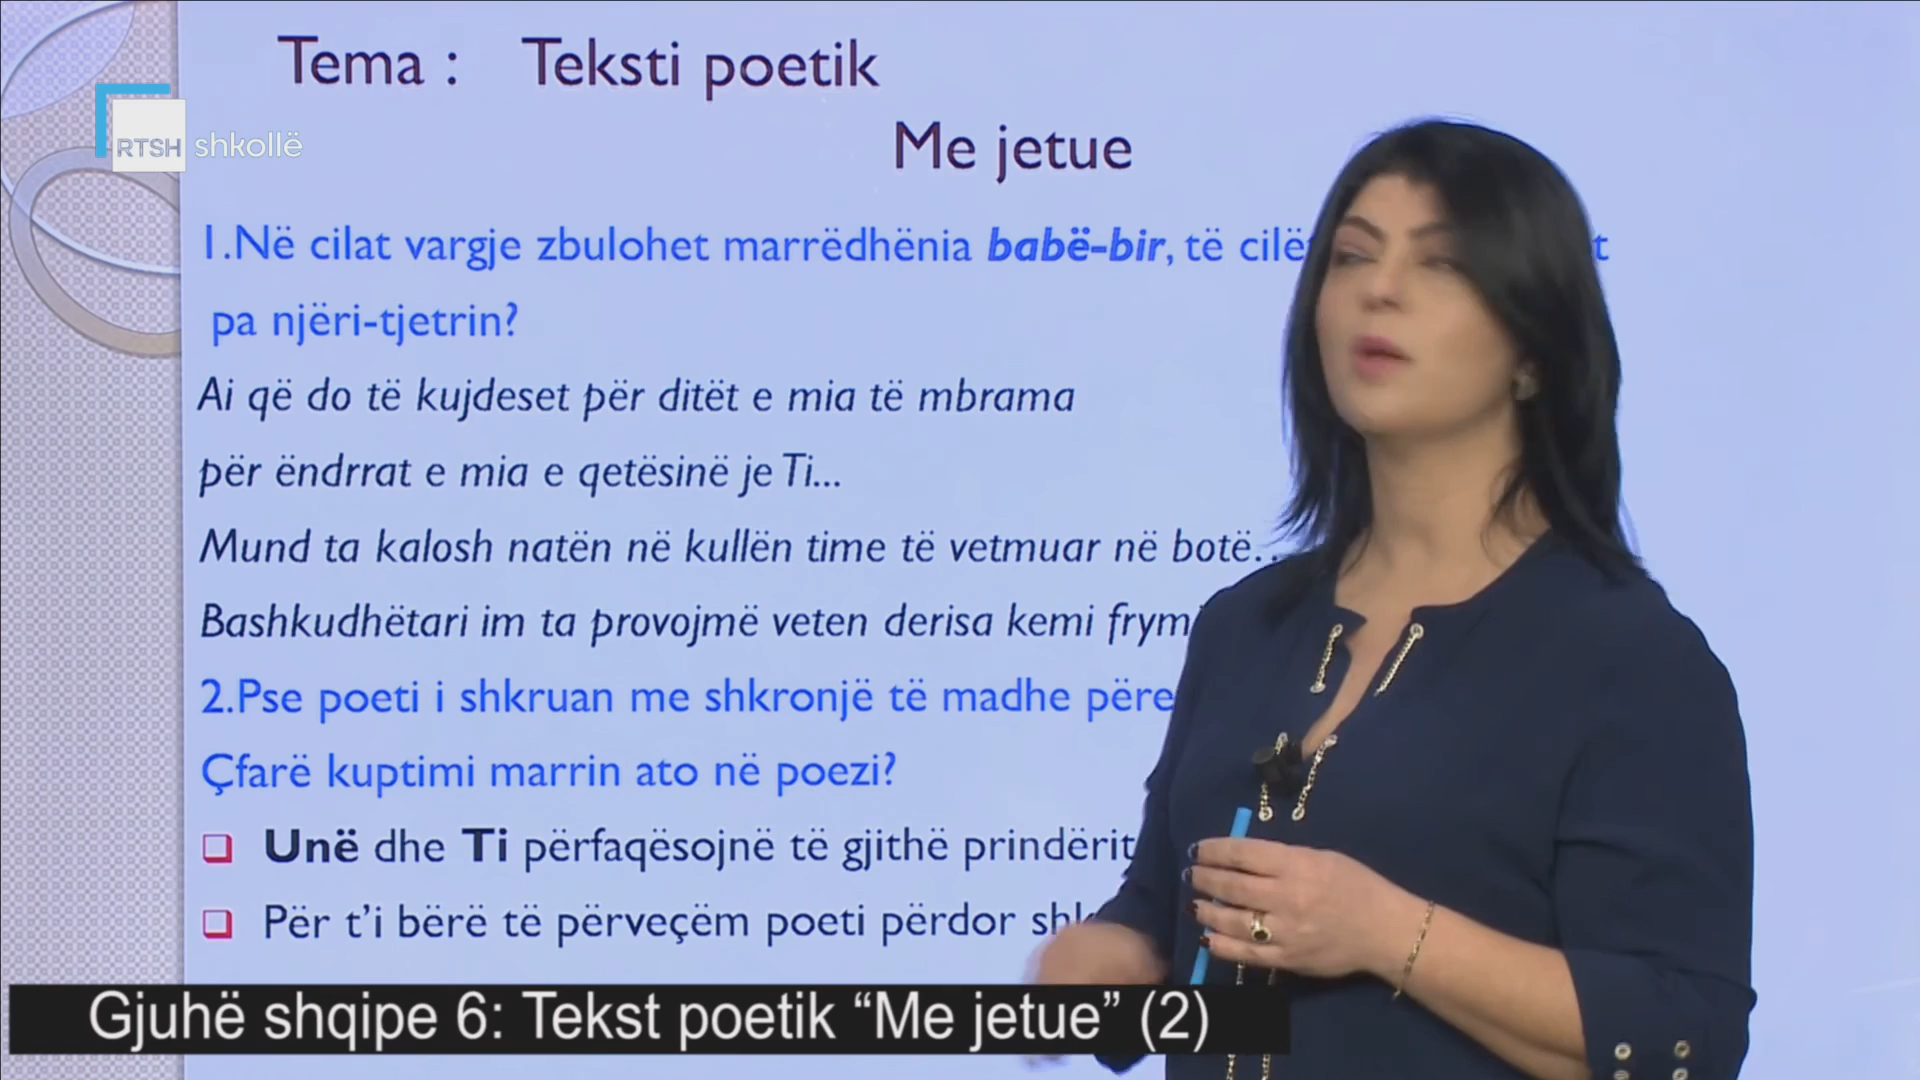 Tema : Teksti poetik
Me jetue
RTSH shkollë
1.Në cilat vargje zbulohet marrëdhënia babë-bir, të
pa njëri-tjetrin?
Ai që do të kujdeset për ditët e mia të mbrama
për ëndrrat e mia e qetësinë je Ti...
Mund ta kalosh natën në kullën time të vetmuar në botë..
Bashkudhëtari im ta provojmë veten derisa kemi
2.Pse poeti i shkruan me shkronjë të madhe
Çfarë kuptimi marrin ato në poezi?
Unë dhe Ti përfaqësojnë të gjithë prindërit
Për t'i bërë të përveçëm poeti përdor
Gjuhë shqipe 6: Tekst poetik “Me jetue” (2)